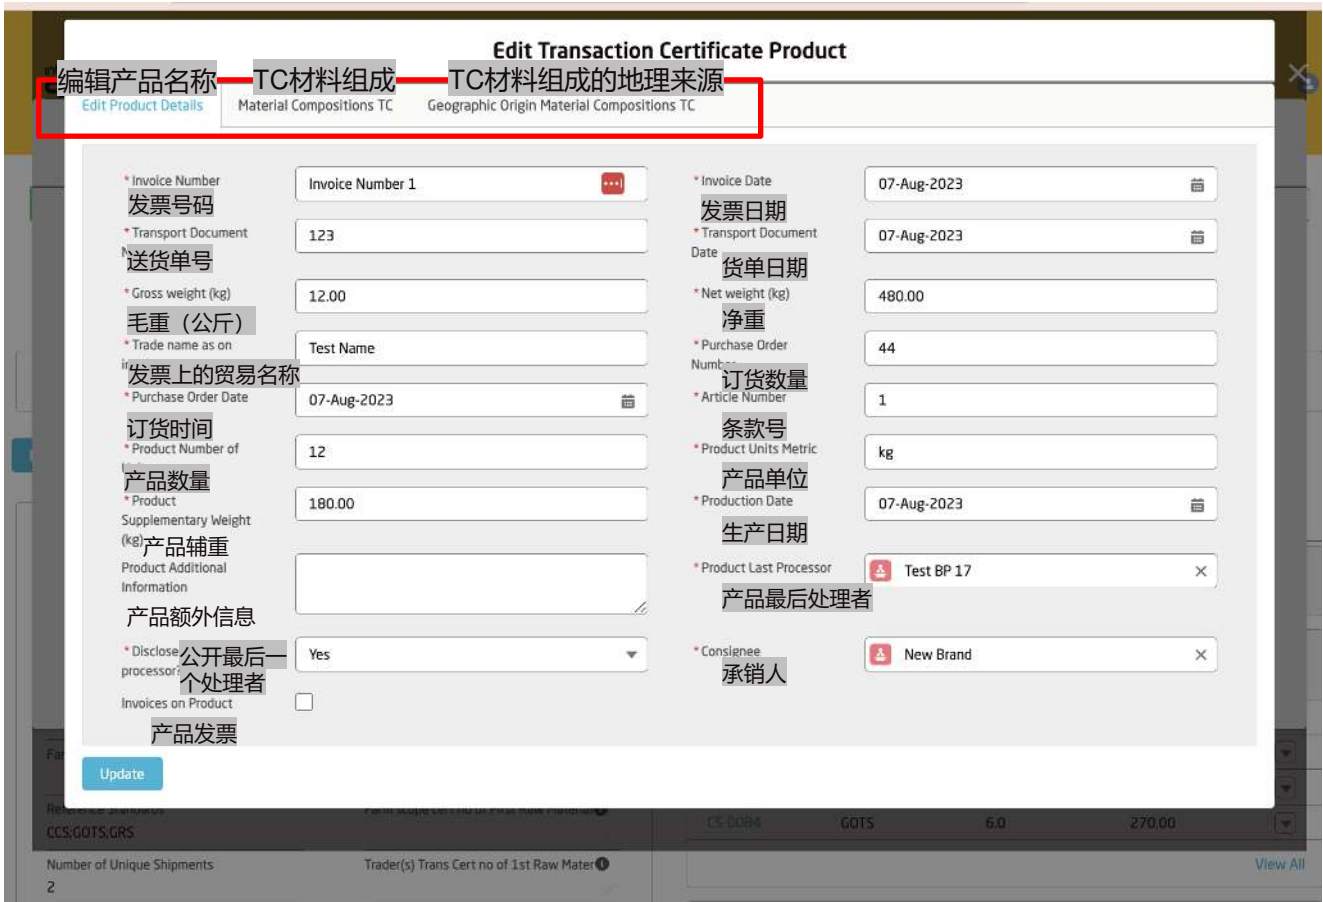 Edit Transaction Certificate Product
编辑产品名称
TC材料组成
TC材料组成的地理来源
Edit Product Details
Material Compositions TC
Geographic Origin Material Compositions TC
* Invoice Number
Invoice Number 1
* Invoice Date
07-Aug-2023
发票号码
发票日期
* Transport Document
123
* Transport Document
Date
07-Aug-2023
送货单号
货单日期
* Gross weight (kg)
12.00
* Net weight (kg)
480.00
毛重（公斤）
净重
* Trade name as on
Test Name
* Purchase Order
44
发票上的贸易名称
订货数量
* Purchase Order Date
07-Aug-2023
* Article Number
1
订货时间
条款号
* Product Number of
12
* Product Units Metric
kg
产品数量
产品单位
* Product
Supplementary Weight
(kg)
180.00
* Production Date
07-Aug-2023
产品辅重
生产日期
Product Additional
Information
* Product Last Processor
Test BP 17
产品额外信息
产品最后处理者
* Disclose
processor?
公开最后一
个处理者
Yes
* Consignee
New Brand
承销人
Invoices on Product
产品发票
Update
Reference Standards
CCS;GOTS;GRS
CS-0084
GOTS
6.0
270.00
Number of Unique Shipments
2
Trader(s) Trans Cert no of 1st Raw Mater
View All